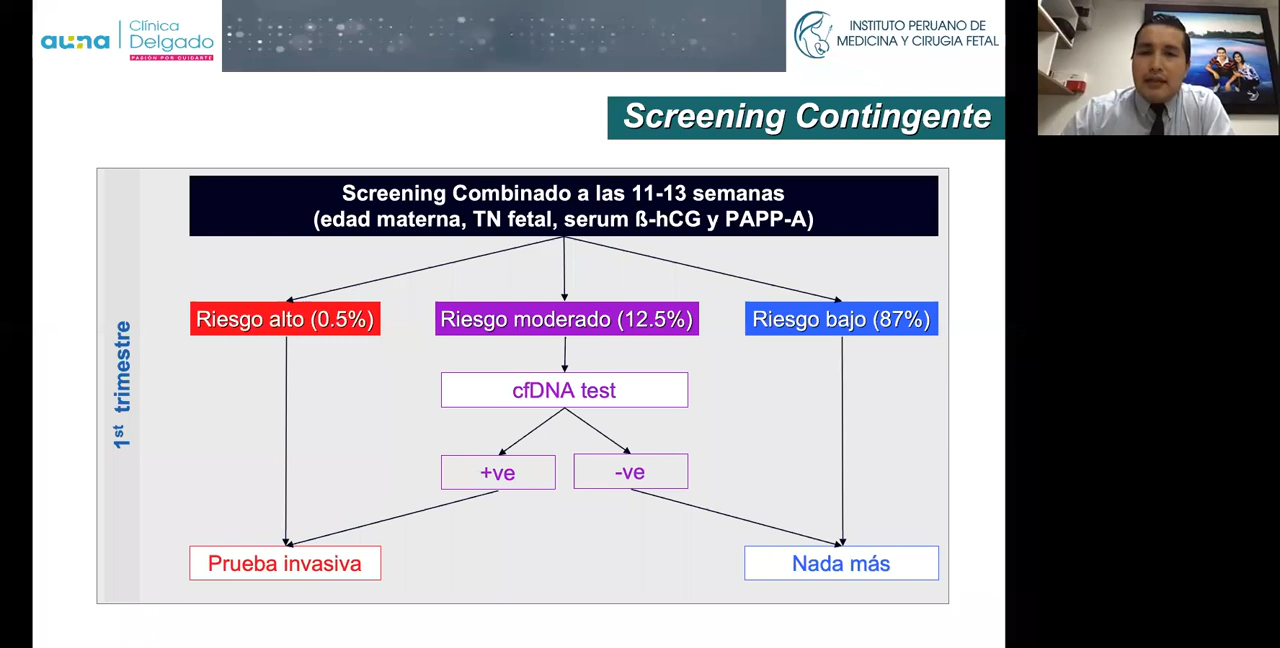 auna
Clínica
Delgado
PASIÓN POR CUIDARTE
INSTITUTO PERUANO DE
MEDICINA Y CIRUGIA FETAL
Screening Contingente
Screening Combinado a las 11-13 semanas
(edad materna, TN fetal, serum ß-hCG y PAPP-A)
Riesgo alto (0.5%)
Riesgo moderado (12.5%)
Riesgo bajo (87%)
1st trimestre
cfDNA test
+ve
-ve
Prueba invasiva
Nada más